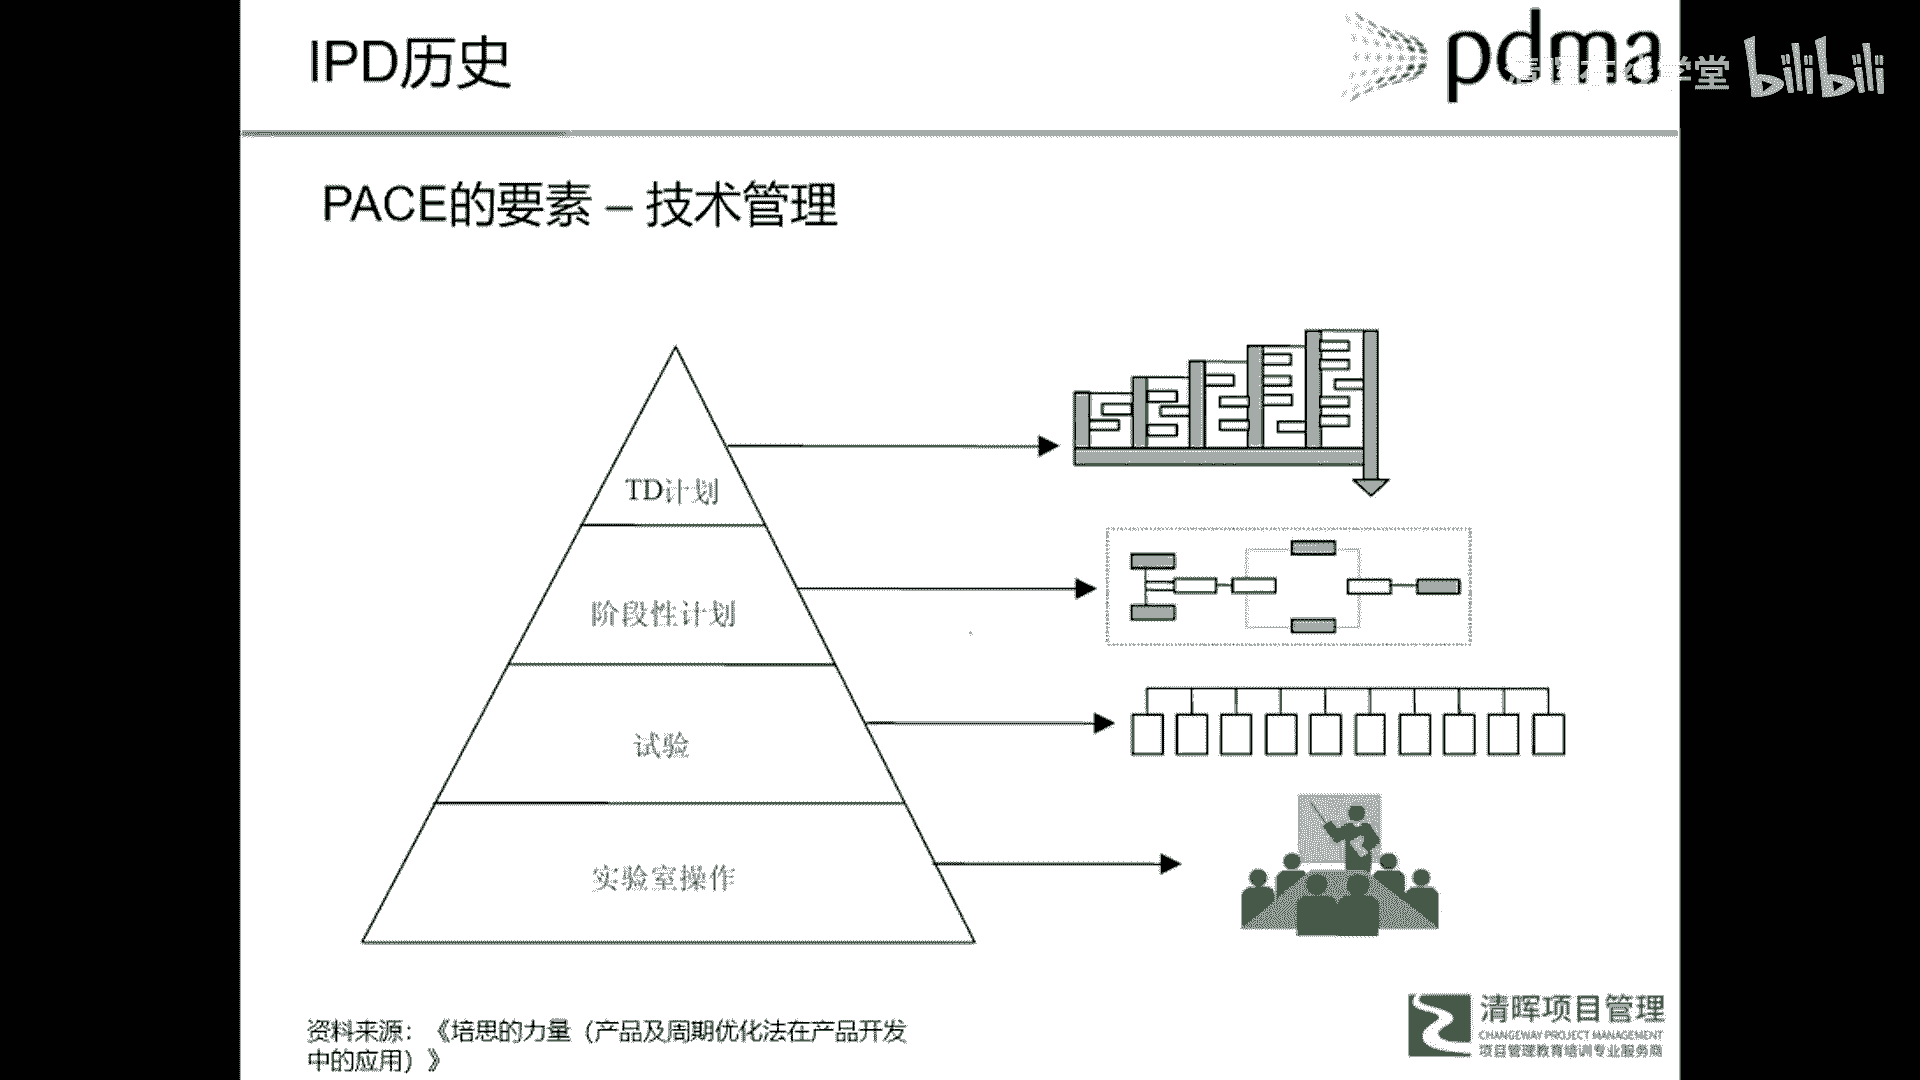 IPD历史
pdma
学堂 bilibili
PACE的要素 – 技术管理
TD计划
阶段性计划
试验
实验室操作
资料来源：《培思的力量（产品及周期优化法在产品开发
中的应用）》
清晖项目管理
CHANGEWAY PROJECT MANAGEMENT
项目管理教育培训专业服务商